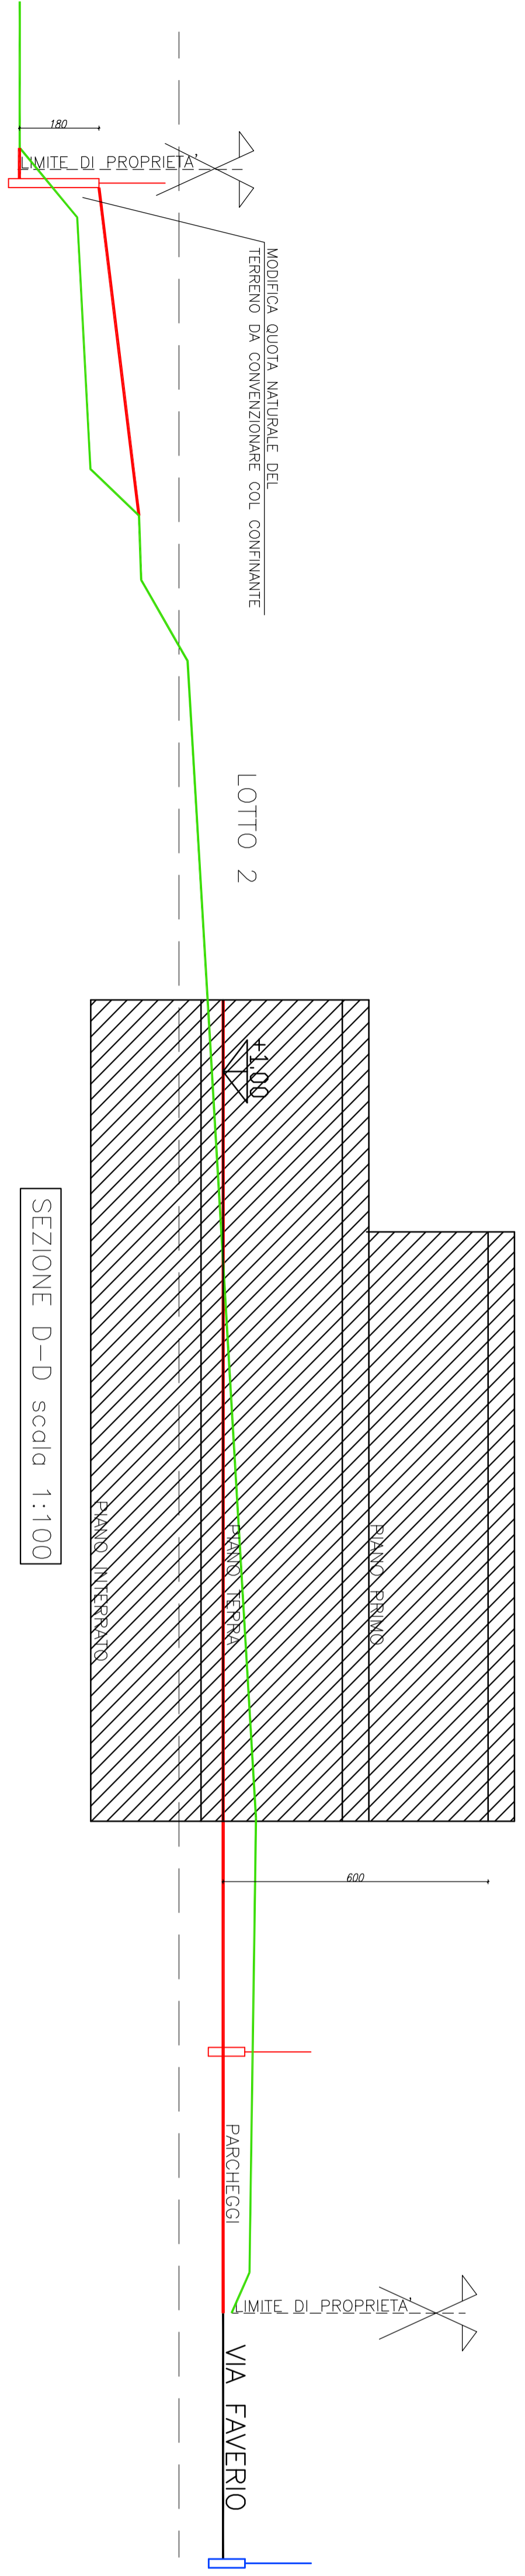 180
LIMITE DI PROPRIETA'
MODIFICA QUOTA NATURALE DEL
TERRENO DA CONVENZIONARE COL CONFINANTE
LOTTO 2
+1,00
PIANO PRIMO
PIANO TERRA
PIANO INTERRATO
600
PARCHEGGI
LIMITE DI PROPRIETA'
VIA FAVERIO
SEZIONE D-D scala 1:100